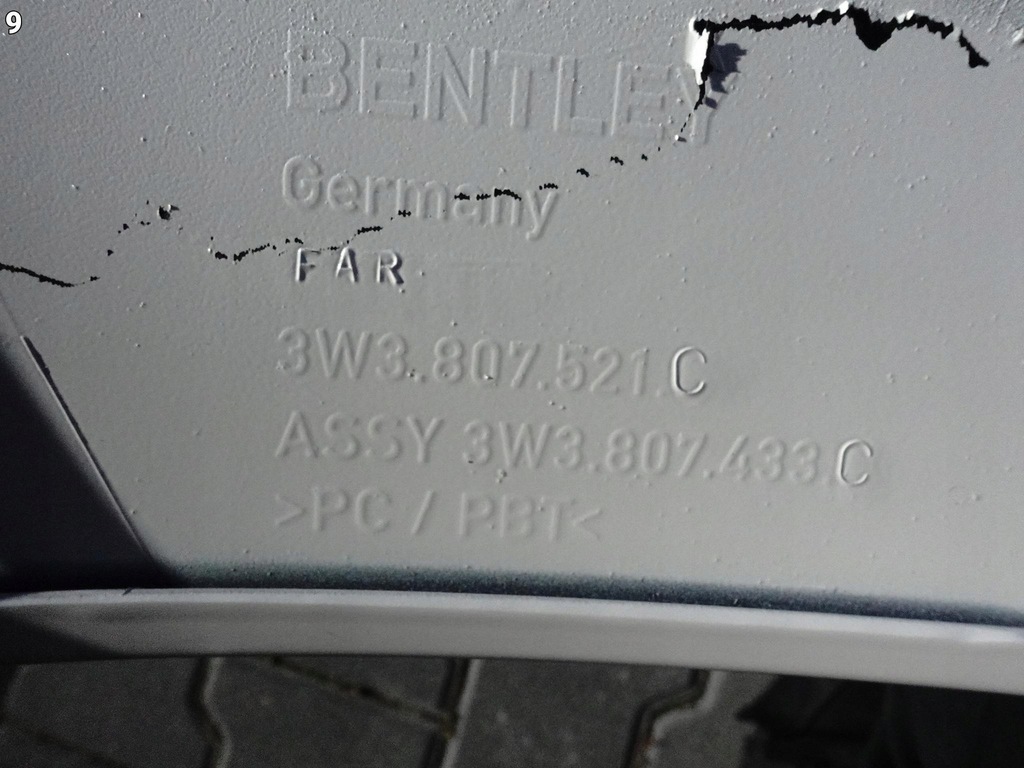 9
BENTLEY
Germany
FAR
3W3.807.521.C
ASSY 3W3.807.433.C
>PC / PBT<